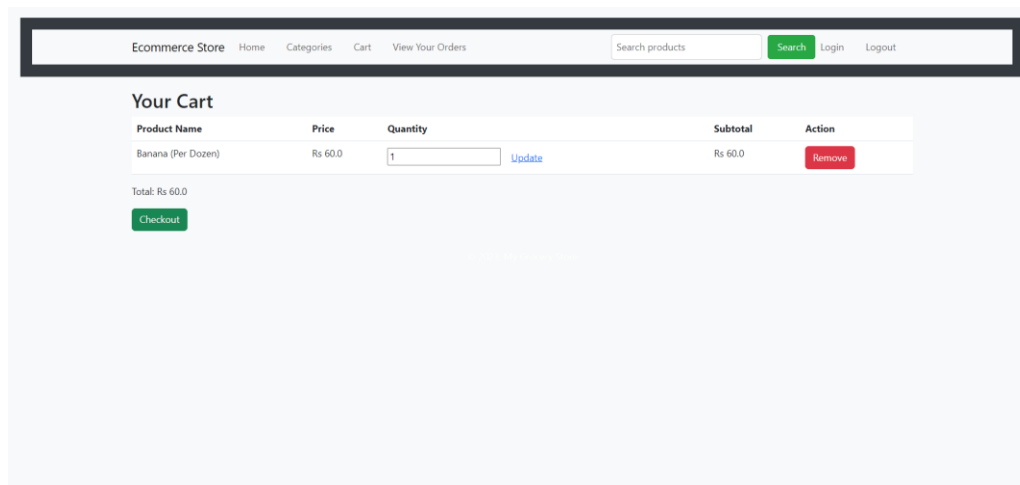 Ecommerce Store Home Categories Cart View Your Orders Search products Search Login Logout
Your Cart
Product Name Price Quantity Subtotal Action
Banana (Per Dozen) Rs 60.0 1 Update Rs 60.0 Remove
Total: Rs 60.0
Checkout